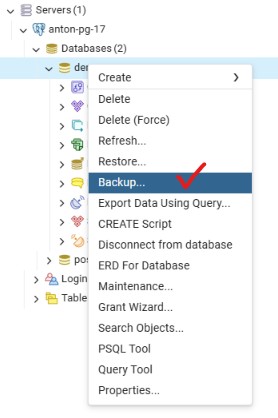 Servers (1)
anton-pg-17
Databases (2)
Create
Delete
Delete (Force)
Refresh...
Restore...
Backup...
Export Data Using Query...
CREATE Script
Disconnect from database
ERD For Database
Maintenance...
Grant Wizard...
Search Objects...
PSQL Tool
Query Tool
Properties...
Login
Table